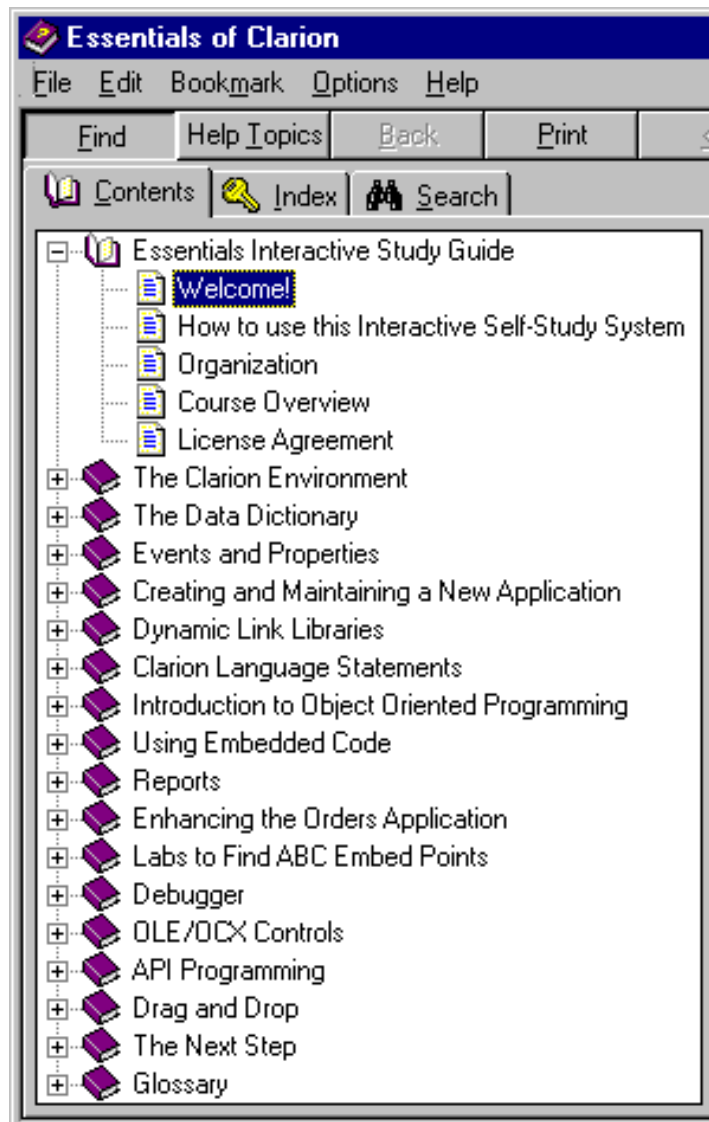 Essentials of Clarion
File Edit Bookmark Options Help
Find Help Topics Back Print <
Contents Index Search
Essentials Interactive Study Guide
Welcome!
How to use this Interactive Self-Study System
Organization
Course Overview
License Agreement
The Clarion Environment
The Data Dictionary
Events and Properties
Creating and Maintaining a New Application
Dynamic Link Libraries
Clarion Language Statements
Introduction to Object Oriented Programming
Using Embedded Code
Reports
Enhancing the Orders Application
Labs to Find ABC Embed Points
Debugger
OLE/OCX Controls
API Programming
Drag and Drop
The Next Step
Glossary